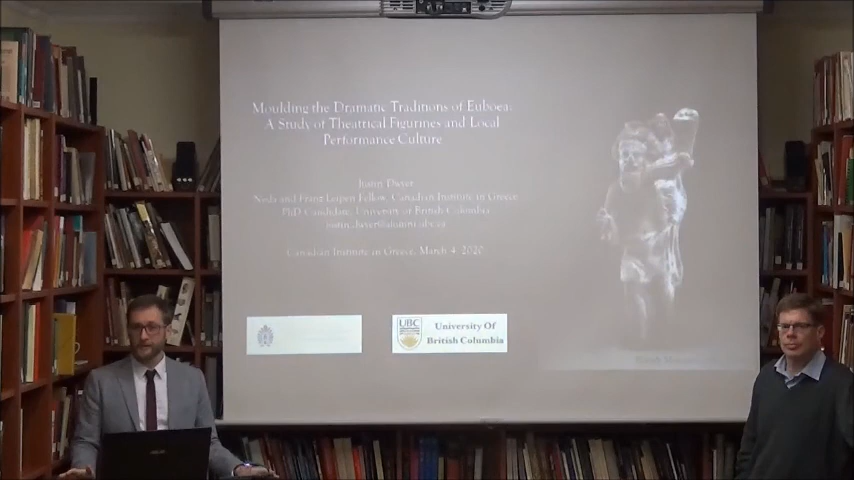 Moulding the Dramatic Traditions of Euboea:
A Study of Theatrical Figurines and Local
Performance Culture
Justin Dwyer
Neda and Franz Leipen Fellow, Canadian Institute in Greece
PhD Candidate, University of British Columbia
Canadian Institute in Greece, March 4, 2020
UBC
University Of
British Columbia
ASUS